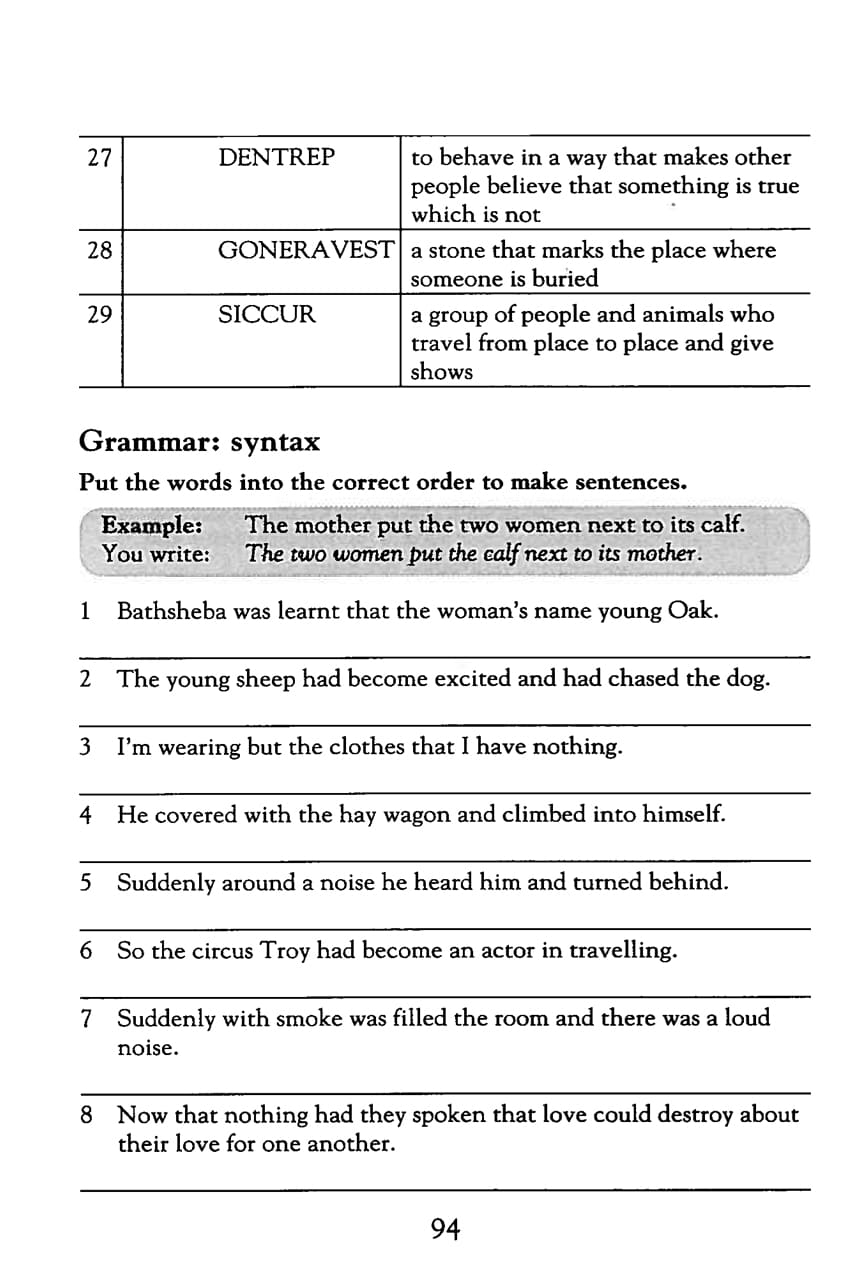 27 DENTREP to behave in a way that makes other
people believe that something is true
which is not
28 GONERAVEST a stone that marks the place where
someone is buried
29 SICCUR a group of people and animals who
travel from place to place and give
shows
Grammar: syntax
Put the words into the correct order to make sentences.
Example: The mother put the two women next to its calf.
You write: The two women put the calf next to its mother.
1 Bathsheba was learnt that the woman's name young Oak.
2 The young sheep had become excited and had chased the dog.
3 I'm wearing but the clothes that I have nothing.
4 He covered with the hay wagon and climbed into himself.
5 Suddenly around a noise he heard him and turned behind.
6 So the circus Troy had become an actor in travelling.
7 Suddenly with smoke was filled the room and there was a loud
noise.
8 Now that nothing had they spoken that love could destroy about
their love for one another.
94